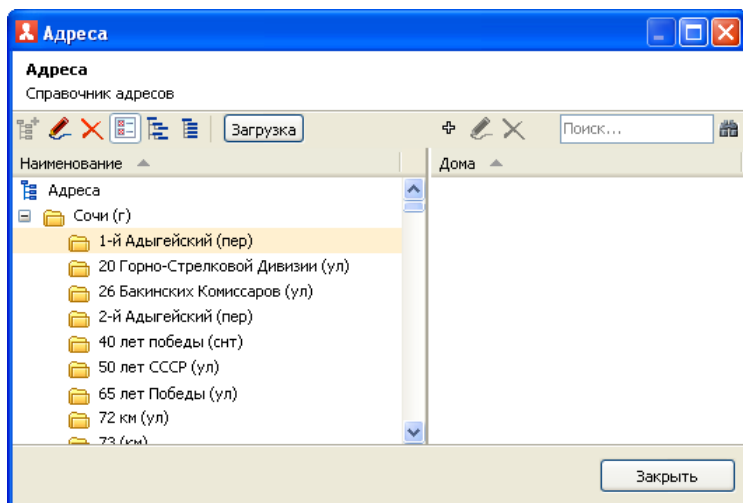 Адреса
Адреса
Справочник адресов
Загрузка
Поиск...
Наименование
Дома
Адреса
Сочи (г)
1-й Адыгейский (пер)
20 Горно-Стрелковой Дивизии (ул)
26 Бакинских Комиссаров (ул)
2-й Адыгейский (пер)
40 лет победы (снт)
50 лет СССР (ул)
65 лет Победы (ул)
72 км (ул)
73 (км)
Закрыть